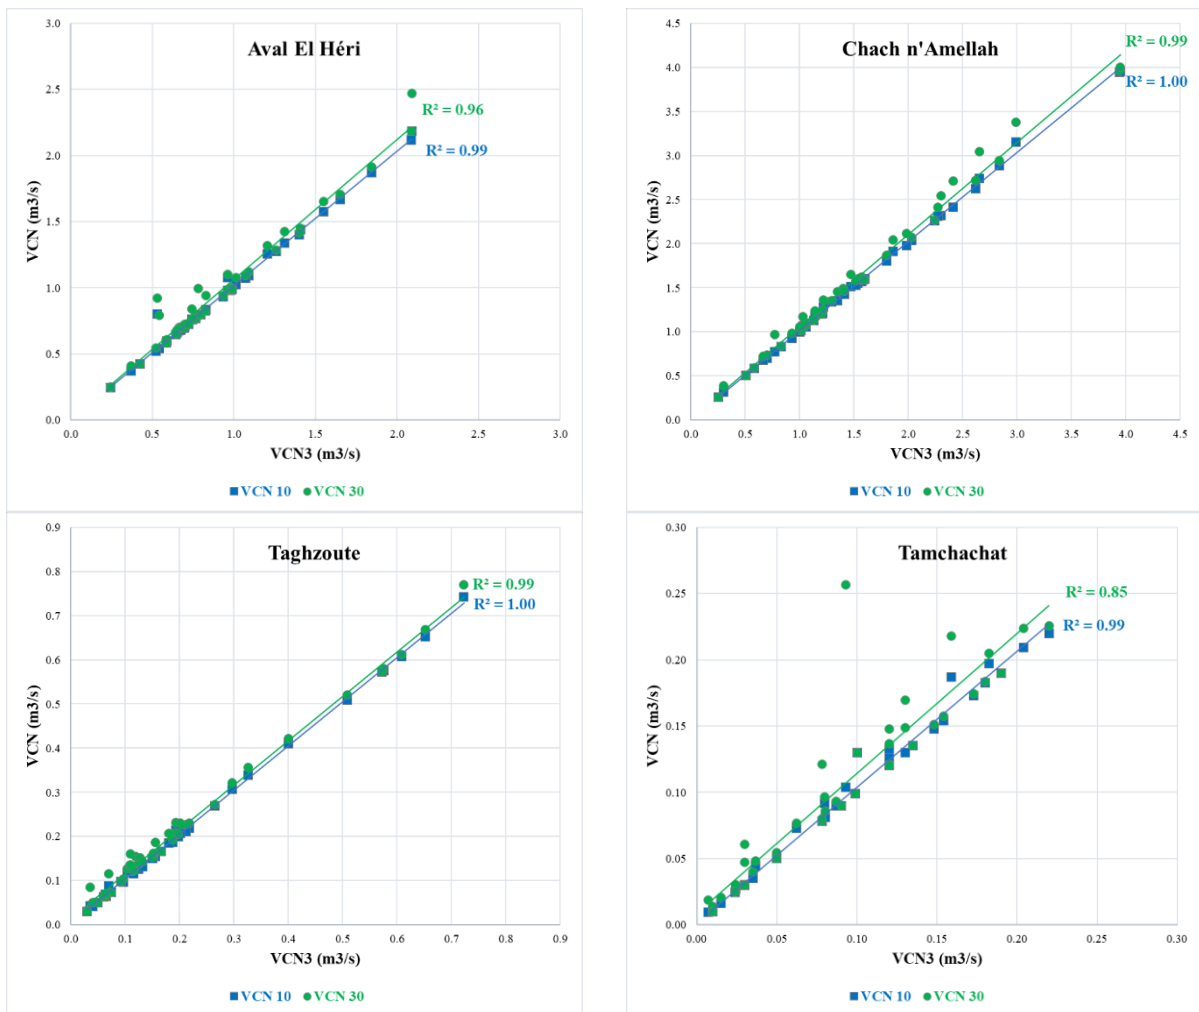 Aval El Héri
VCN (m3/s)
3.0
2.5
2.0
1.5
1.0
0.5
0.0
R² = 0.96
R² = 0.99
0.0 0.5 1.0 1.5 2.0 2.5 3.0
VCN3 (m3/s)
VCN 10 VCN 30
Chach n'Amellah
VCN (m3/s)
4.5
4.0
3.5
3.0
2.5
2.0
1.5
1.0
0.5
0.0
R² = 0.99
R² = 1.00
0.0 0.5 1.0 1.5 2.0 2.5 3.0 3.5 4.0 4.5
VCN3 (m3/s)
VCN 10 VCN 30
Taghzoute
VCN (m3/s)
0.9
0.8
0.7
0.6
0.5
0.4
0.3
0.2
0.1
0.0
R² = 0.99
R² = 1.00
0.0 0.1 0.2 0.3 0.4 0.5 0.6 0.7 0.8 0.9
VCN3 (m3/s)
VCN 10 VCN 30
Tamchachat
VCN (m3/s)
0.30
0.25
0.20
0.15
0.10
0.05
0.00
R² = 0.85
R² = 0.99
0.00 0.05 0.10 0.15 0.20 0.25 0.30
VCN3 (m3/s)
VCN 10 VCN 30